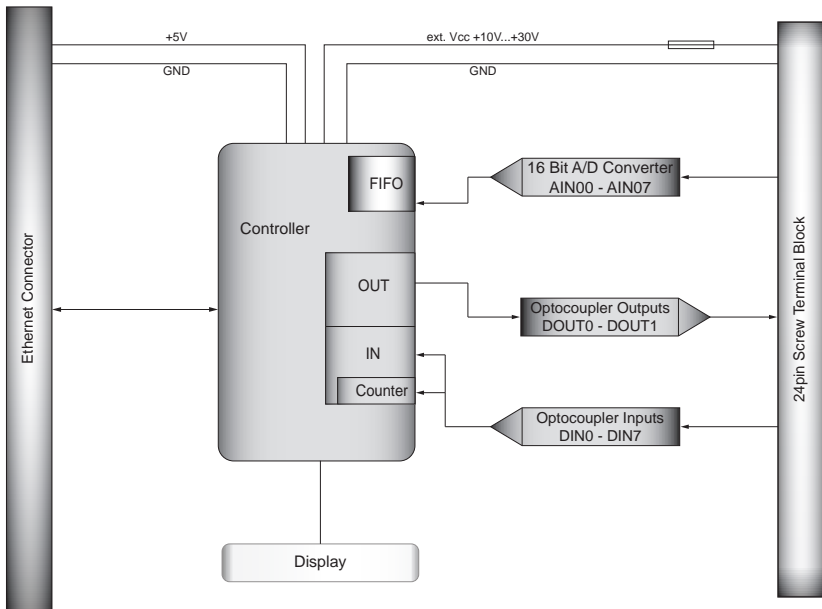 +5V
ext. Vcc +10V...+30V
GND
GND
Ethernet Connector
24pin Screw Terminal Block
FIFO
Controller
16 Bit A/D Converter
AIN00 - AIN07
OUT
Optocoupler Outputs
DOUT0 - DOUT1
IN
Counter
Optocoupler Inputs
DIN0 - DIN7
Display